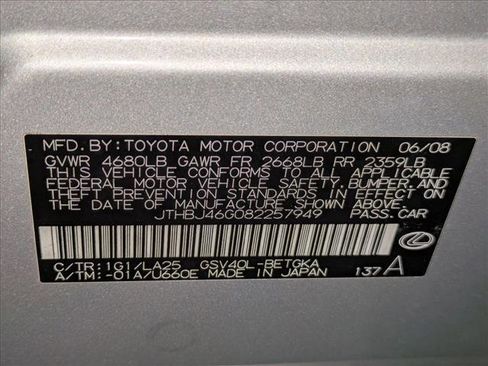 MFD. BY: TOYOTA MOTOR CORPORATION 06/08
GVWR 4680LB GAWR FR 2668LB RR 2359LB
THIS VEHICLE CONFORMS TO ALL APPLICABLE
FEDERAL MOTOR VEHICLE SAFETY, BUMPER, AND
THEFT PREVENTION STANDARDS IN EFFECT ON
THE DATE OF MANUFACTURE SHOWN ABOVE.
JTHBJ46G082257949 PASS. CAR
C/TR: 1G1/LA25 GSV40L-BETGKA
A/TM: -01A/U660E MADE IN JAPAN 137 A